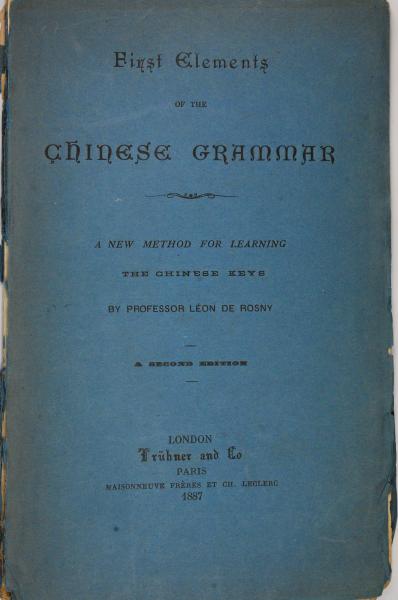 First Elements
OF THE
CHINESE GRAMMAR
A NEW METHOD FOR LEARNING
THE CHINESE KEYS
BY PROFESSOR LÉON DE ROSNY
A SECOND EDITION
LONDON
Trübner and Co
PARIS
MAISONNEUVE FRÈRES ET CH. LECLERC
1887